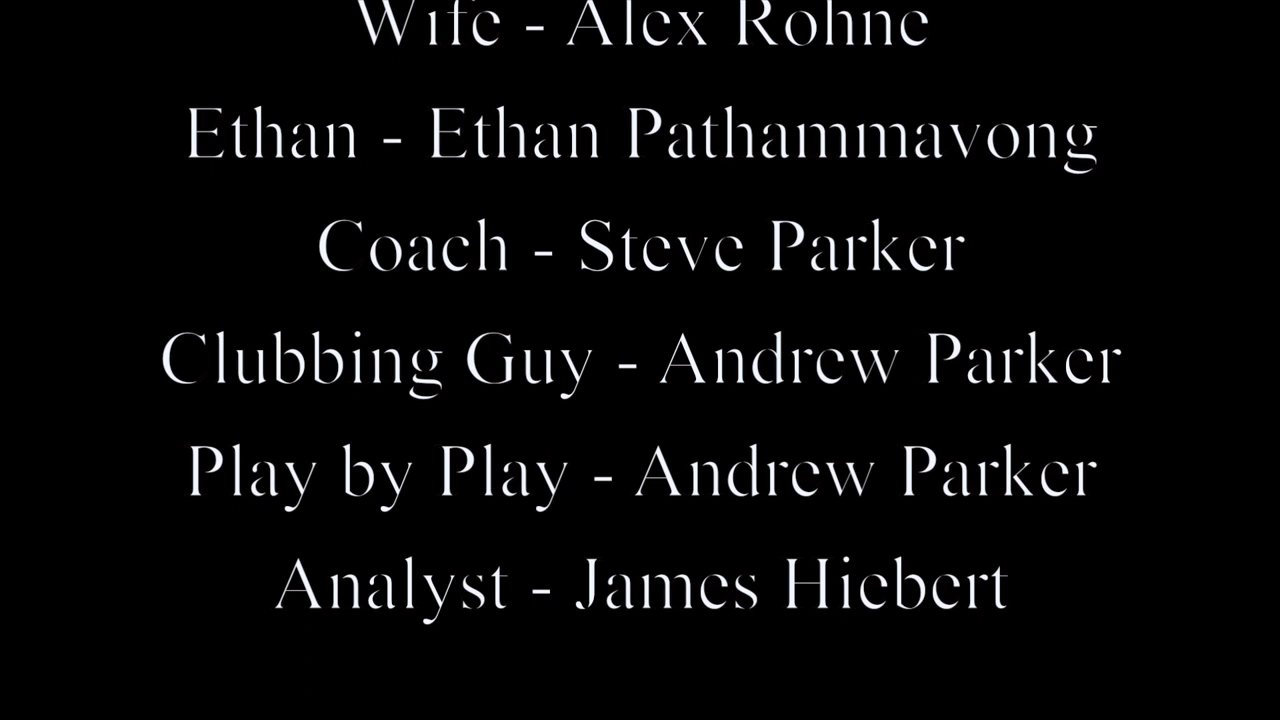 Wife - Alex Rohne
Ethan - Ethan Pathammavong
Coach - Steve Parker
Clubbing Guy - Andrew Parker
Play by Play - Andrew Parker
Analyst - James Hiebert